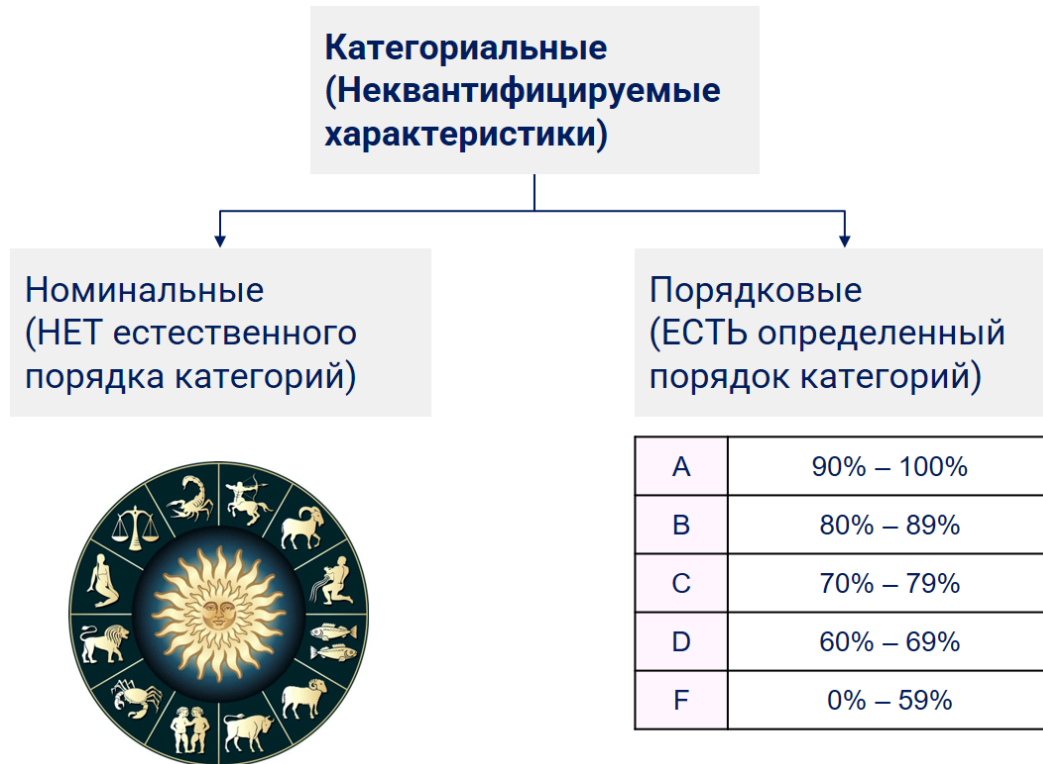 Категориальные
(Неквантифицируемые
характеристики)
Номинальные
(НЕТ естественного
порядка категорий)
Порядковые
(ЕСТЬ определенный
порядок категорий)
A 90% – 100%
B 80% – 89%
C 70% – 79%
D 60% – 69%
F 0% – 59%